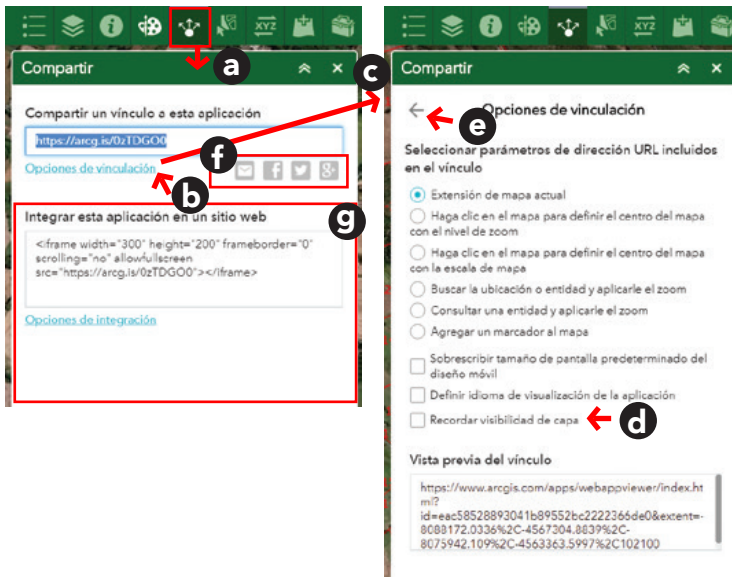 XYZ
a
Compartir
Compartir un vínculo a esta aplicación
https://arcg.is/0zTDGO0
Opciones de vinculación
f
b
Integrar esta aplicación en un sitio web
g
<iframe width="300" height="200" frameborder="0"
scrolling="no" allowfullscreen
src="https://arcg.is/0zTDGO0"></iframe>
Opciones de integración
XYZ
c
Compartir
Opciones de vinculación
e
Seleccionar parámetros de dirección URL incluidos
en el vínculo
Extensión de mapa actual
Haga clic en el mapa para definir el centro del mapa
con el nivel de zoom
Haga clic en el mapa para definir el centro del mapa
con la escala de mapa
Buscar la ubicación o entidad y aplicarle el zoom
Consultar una entidad y aplicarle el zoom
Agregar un marcador al mapa
Sobrescribir tamaño de pantalla predeterminado del
diseño móvil
Definir idioma de visualización de la aplicación
Recordar visibilidad de capa
d
Vista previa del vínculo
https://www.arcgis.com/apps/webappviewer/index.ht
ml?
id=eac58528893041b89552bc2222366de0&extent=-
8088172.0336%2C-4567304.8839%2C-
8075942.109%2C-4563363.5997%2C102100